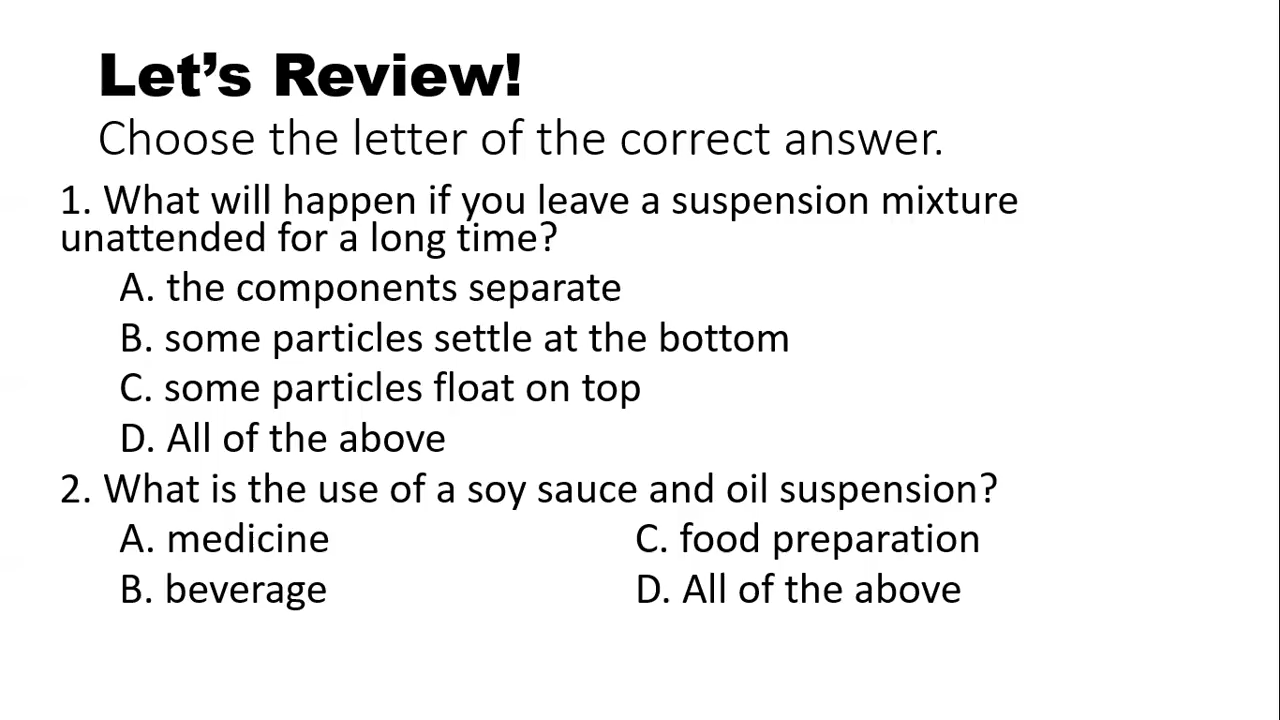 Let's Review!
Choose the letter of the correct answer.
1. What will happen if you leave a suspension mixture
unattended for a long time?
A. the components separate
B. some particles settle at the bottom
C. some particles float on top
D. All of the above
2. What is the use of a soy sauce and oil suspension?
A. medicine C. food preparation
B. beverage D. All of the above